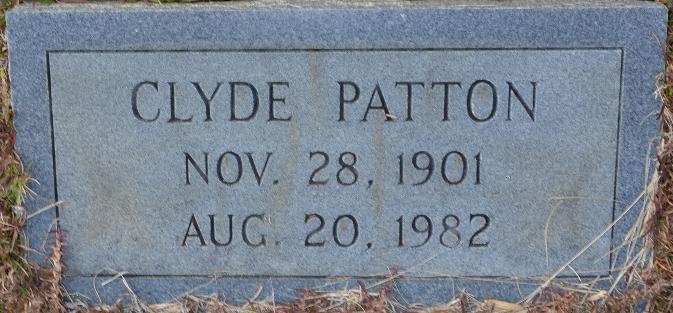 CLYDE PATTON
NOV. 28, 1901
AUG. 20, 1982